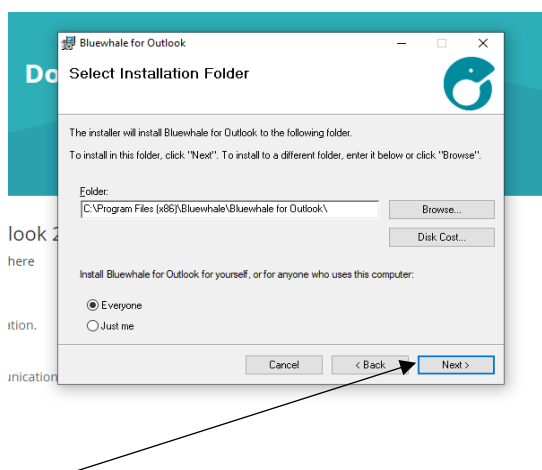 Do
Bluewhale for Outlook
Select Installation Folder
The installer will install Bluewhale for Outlook to the following folder.
To install in this folder, click "Next". To install to a different folder, enter it below or click "Browse".
Folder:
C:\Program Files (x86)\Bluewhale\Bluewhale for Outlook\
Browse...
Disk Cost...
look 2
here
Install Bluewhale for Outlook for yourself, or for anyone who uses this computer:
Everyone
Just me
ation.
Cancel
< Back
Next >
unication